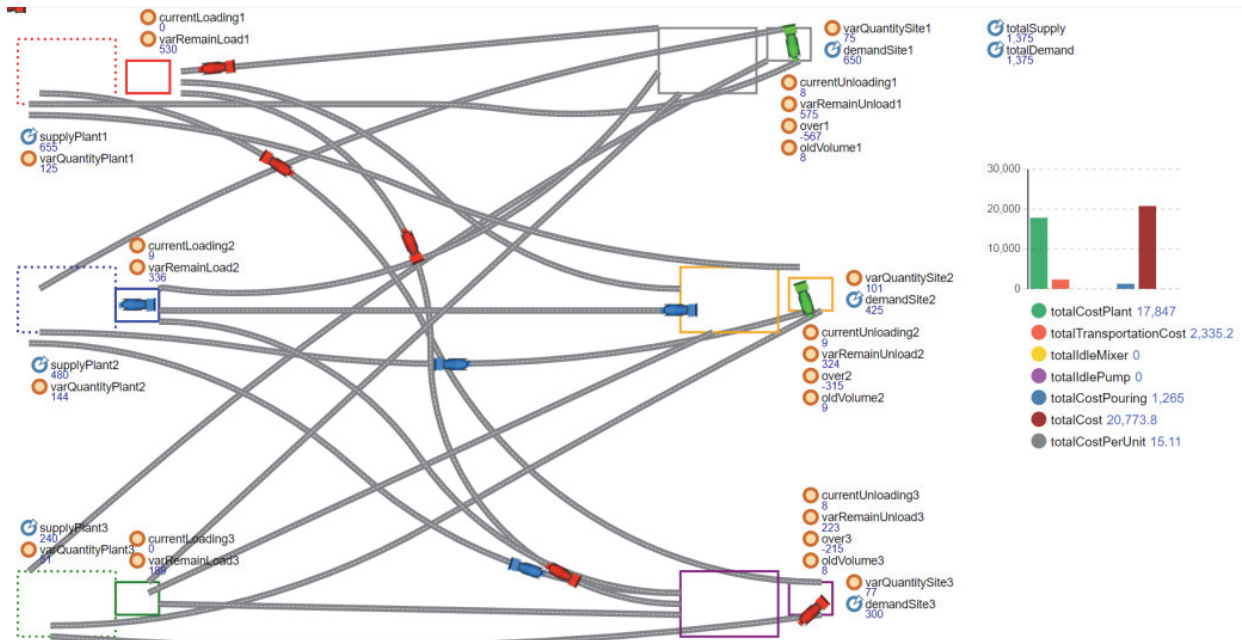 currentLoading1
0
varRemainLoad1
530
supplyPlant1
655
varQuantityPlant1
125
varQuantitySite1
75
demandSite1
650
currentUnloading1
8
varRemainUnload1
575
over1
-567
oldVolume1
8
totalSupply
1,375
totalDemand
1,375
currentLoading2
9
varRemainLoad2
336
supplyPlant2
480
varQuantityPlant2
144
varQuantitySite2
101
demandSite2
425
currentUnloading2
9
varRemainUnload2
324
over2
-315
oldVolume2
9
30,000
20,000
10,000
0
totalCostPlant 17,847
totalTransportationCost 2,335.2
totalIdleMixer 0
totalIdlePump 0
totalCostPouring 1,265
totalCost 20,773.8
totalCostPerUnit 15.11
supplyPlant3
240
varQuantityPlant3
51
currentLoading3
0
varRemainLoad3
189
currentUnloading3
8
varRemainUnload3
223
over3
-215
oldVolume3
8
varQuantitySite3
77
demandSite3
300